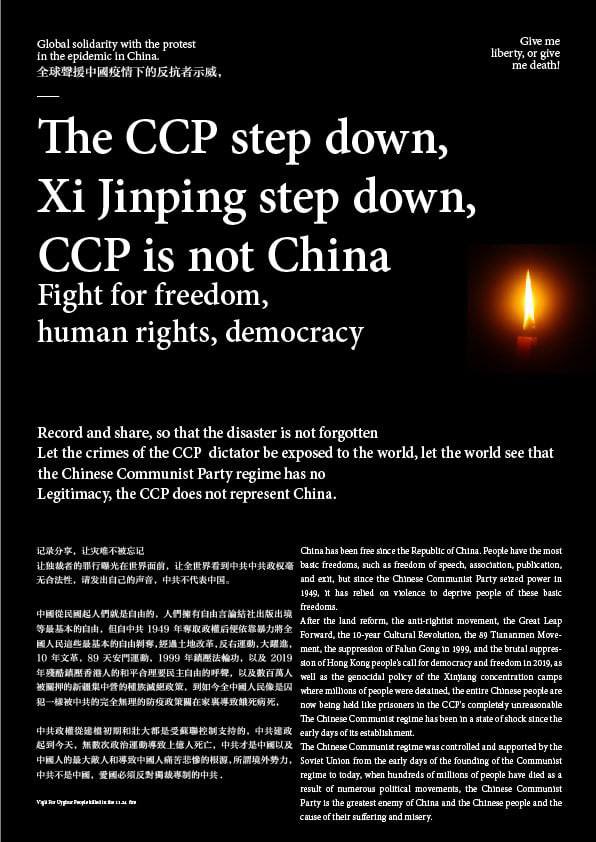 Global solidarity with the protest
in the epidemic in China.
全球聲援中國疫情下的反抗者示威，
Give me
liberty, or give
me death!
The CCP step down,
Xi Jinping step down,
CCP is not China
Fight for freedom,
human rights, democracy
Record and share, so that the disaster is not forgotten
Let the crimes of the CCP dictator be exposed to the world, let the world see that
the Chinese Communist Party regime has no
Legitimacy, the CCP does not represent China.
记录分享，让灾难不被忘记
让独裁者的罪行曝光在世界面前，让全世界看到中共中共政权毫
无合法性，请发出自己的声音，中共不代表中国。
中國從民國起人們就是自由的，人們擁有自由言論結社出版出境
等最基本的自由，但自中共 1949 年奪取政權后便依靠暴力將全
國人民這些最基本的自由剥奪，經過土地改革，反右運動，大躍進，
10 年文革，89 天安門運動，1999 年鎮壓法輪功，以及 2019
年殘酷鎮壓香港人的和平合理要民主自由的呼聲，以及數百萬人
被關押的新疆集中營的種族滅絕政策，到如今全中國人民像是囚
犯一樣被中共的完全無理的防疫政策關在家裏導致餓死病死，
中共政權從建檔初期和壯大都是受蘇聯控制支持的，中共建政
起到今天，無數次政治運動導致上億人死亡，中共才是中國以及
中國人的最大敵人和導致中國人痛苦悲慘的根源，所謂境外勢力，
中共不是中國，愛國必須反對獨裁專制的中共．
Vigil For Uyghur People killed in the 11.24 fire
China has been free since the Republic of China. People have the most
basic freedoms, such as freedom of speech, association, publication,
and exit, but since the Chinese Communist Party seized power in
1949, it has relied on violence to deprive people of these basic
freedoms.
After the land reform, the anti-rightist movement, the Great Leap
Forward, the 10-year Cultural Revolution, the 89 Tiananmen Move-
ment, the suppression of Falun Gong in 1999, and the brutal suppres-
sion of Hong Kong people's call for democracy and freedom in 2019, as
well as the genocidal policy of the Xinjiang concentration camps
where millions of people were detained, the entire Chinese people are
now being held like prisoners in the CCP's completely unreasonable
The Chinese Communist regime has been in a state of shock since the
early days of its establishment.
The Chinese Communist regime was controlled and supported by the
Soviet Union from the early days of the founding of the Communist
regime to today, when hundreds of millions of people have died as a
result of numerous political movements, the Chinese Communist
Party is the greatest enemy of China and the Chinese people and the
cause of their suffering and misery.